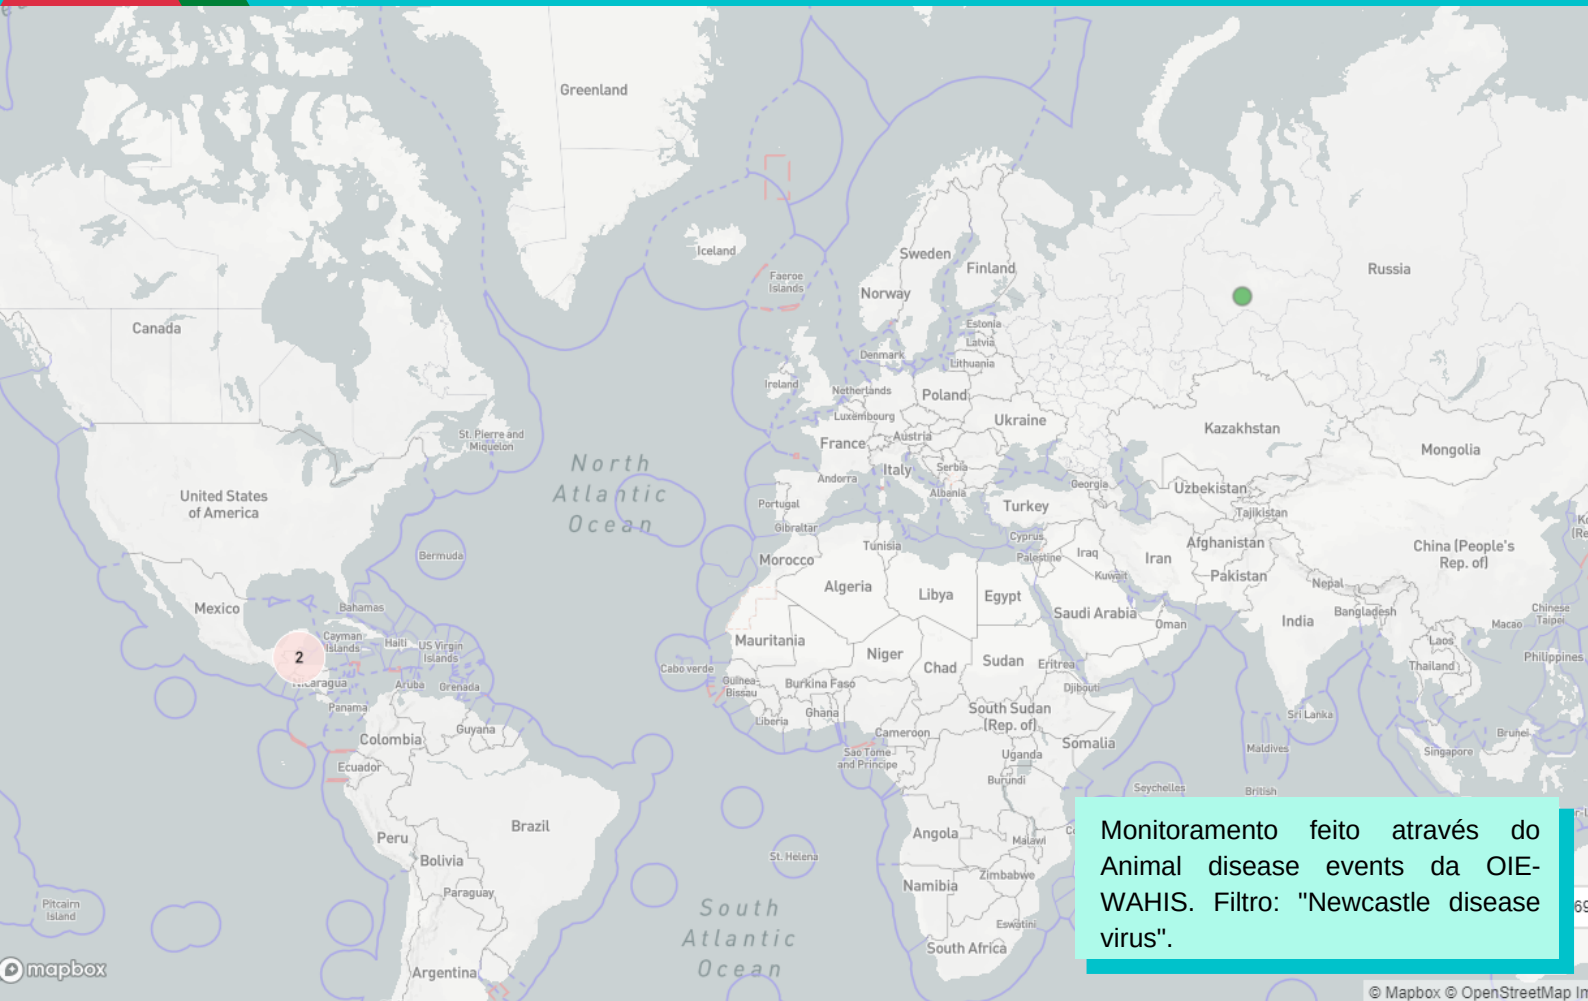 Greenland
Iceland
Faeroe
Islands
Sweden
Finland
Norway
Russia
Estonia
Latvia
Lithuania
Denmark
Canada
Ireland
Netherlands
Poland
Luxembourg
Ukraine
Kazakhstan
Mongolia
St. Pierre and
Miquelon
France
Austria
Italy
Serbia
Andorra
Albania
Georgia
Uzbekistan
Tajikistan
North
Atlantic
Ocean
United States
of America
Portugal
Gibraltar
Turkey
Cyprus
Palestine
Iraq
Iran
Afghanistan
China (People's
Rep. of)
Bermuda
Morocco
Tunisia
Algeria
Libya
Egypt
Kuwait
Pakistan
Nepal
Saudi Arabia
Oman
India
Bangladesh
Macao
Chinese
Taipei
Mexico
Bahamas
Cayman
Islands
Haiti
US Virgin
Islands
2
Nicaragua
Aruba
Grenada
Panama
Cabo verde
Mauritania
Niger
Chad
Sudan
Eritrea
Laos
Thailand
Philippines
Guinea-
Bissau
Burkina Faso
Djibouti
Liberia
Ghana
Cameroon
South Sudan
(Rep. of)
Sri Lanka
Guyana
Colombia
Ecuador
Sao Tome
and Principe
Uganda
Somalia
Burundi
Maldives
Singapore
Brunei
Seychelles
British
Peru
Brazil
Bolivia
Paraguay
St. Helena
Angola
Malawi
Zimbabwe
Namibia
Eswatini
South Africa
Pitcairn
Island
South
Atlantic
Ocean
Argentina
Monitoramento feito através do
Animal disease events da OIE-
WAHIS. Filtro: "Newcastle disease
virus".
mapbox
© Mapbox © OpenStreetMap Im